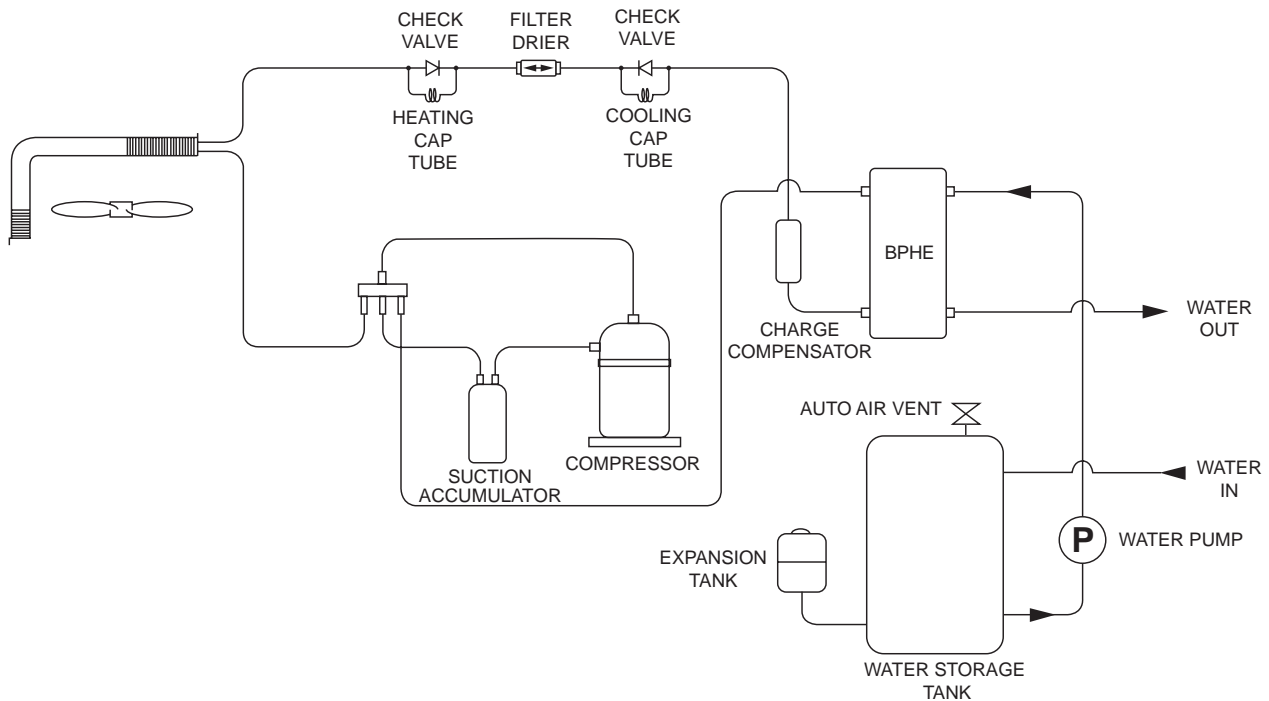 CHECK
VALVE
FILTER
DRIER
CHECK
VALVE
HEATING
CAP
TUBE
COOLING
CAP
TUBE
BPHE
CHARGE
COMPENSATOR
WATER
OUT
AUTO AIR VENT
SUCTION
ACCUMULATOR
COMPRESSOR
WATER
IN
EXPANSION
TANK
P
WATER PUMP
WATER STORAGE
TANK